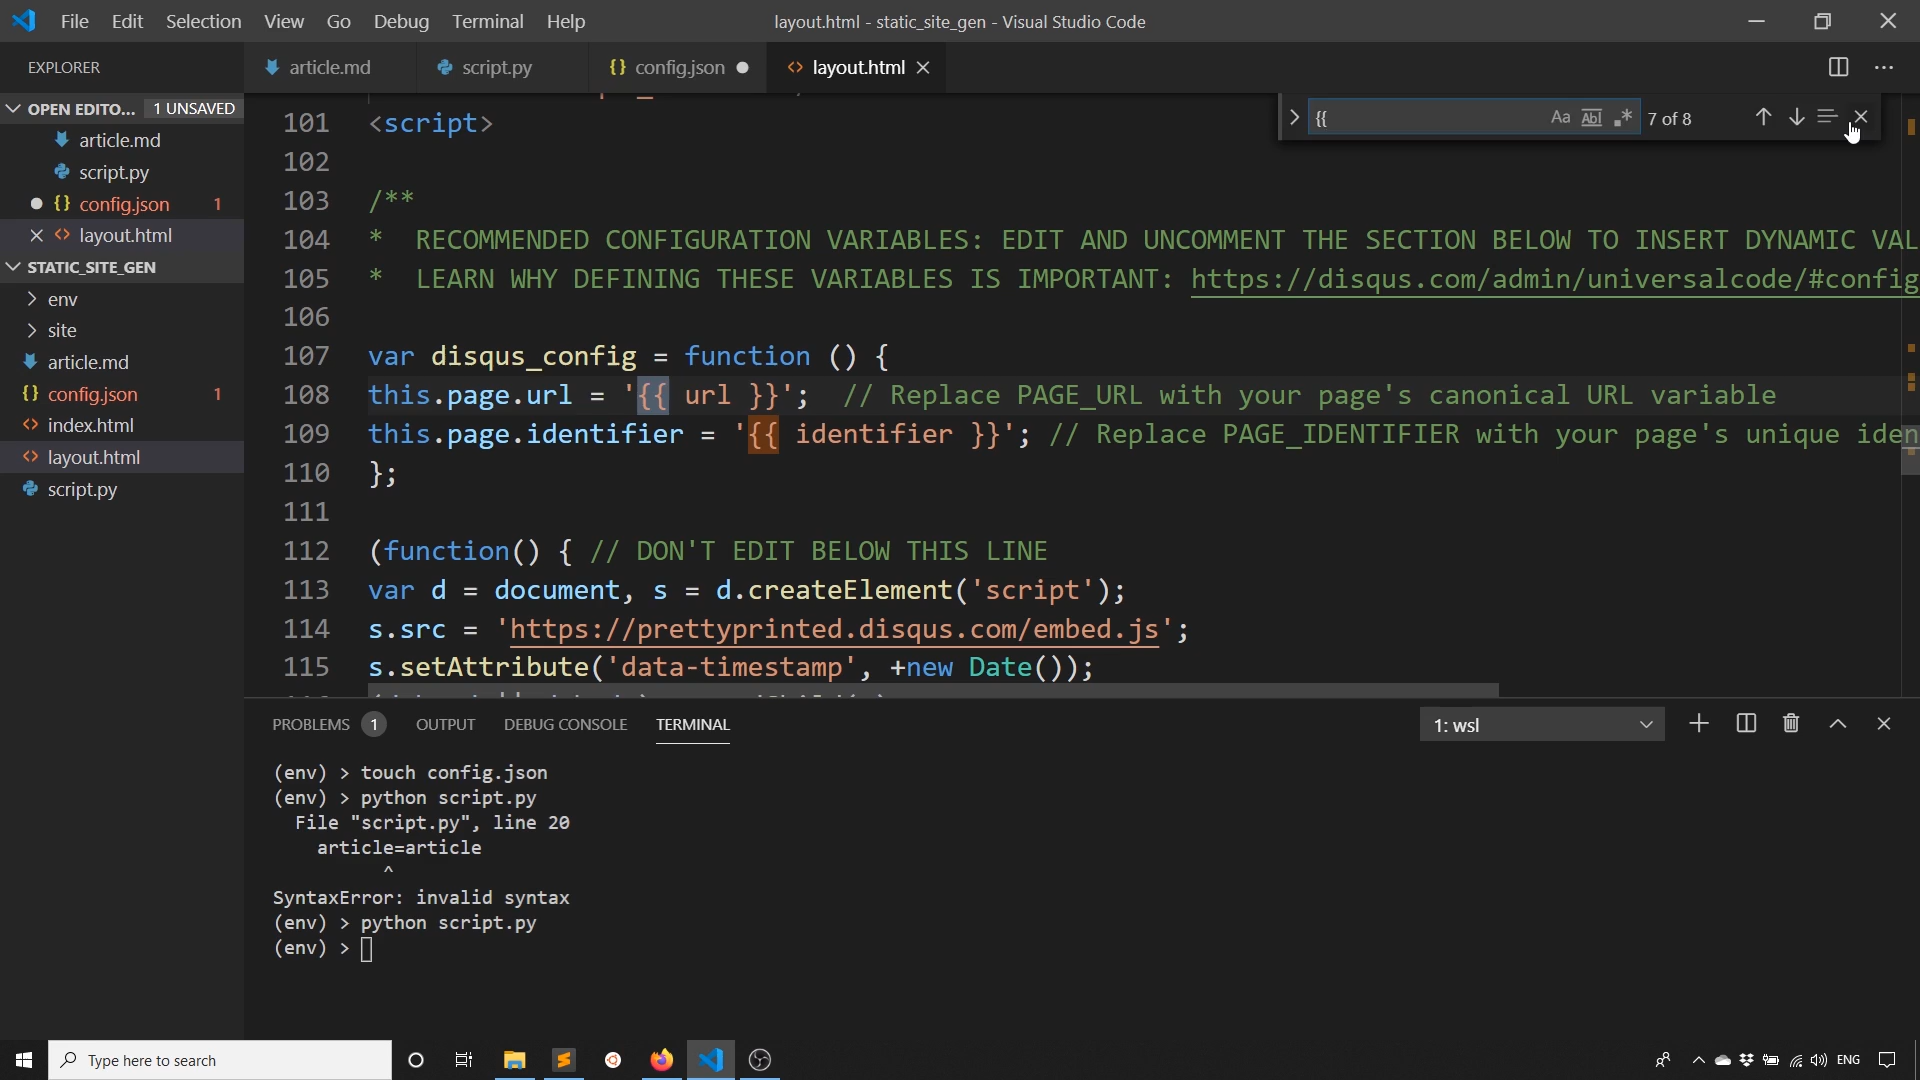 File Edit Selection View Go Debug Terminal Help
layout.html - static_site_gen - Visual Studio Code
EXPLORER
article.md
script.py
{} config.json
<> layout.html
OPEN EDITO... 1 UNSAVED
article.md
script.py
{} config.json 1
<> layout.html
STATIC_SITE_GEN
env
site
article.md
{} config.json 1
<> index.html
<> layout.html
script.py
{{ Aa Abl .* 7 of 8
101 <script>
102
103 /**
104 * RECOMMENDED CONFIGURATION VARIABLES: EDIT AND UNCOMMENT THE SECTION BELOW TO INSERT DYNAMIC VAL
105 * LEARN WHY DEFINING THESE VARIABLES IS IMPORTANT: https://disqus.com/admin/universalcode/#config
106
107 var disqus_config = function () {
108 this.page.url = '{{ url }}'; // Replace PAGE_URL with your page's canonical URL variable
109 this.page.identifier = '{{ identifier }}'; // Replace PAGE_IDENTIFIER with your page's unique iden
110 };
111
112 (function() { // DON'T EDIT BELOW THIS LINE
113 var d = document, s = d.createElement('script');
114 s.src = 'https://prettyprinted.disqus.com/embed.js';
115 s.setAttribute('data-timestamp', +new Date());
PROBLEMS 1 OUTPUT DEBUG CONSOLE TERMINAL
1: wsl
(env) > touch config.json
(env) > python script.py
File "script.py", line 20
article=article
^
SyntaxError: invalid syntax
(env) > python script.py
(env) >
Type here to search
ENG